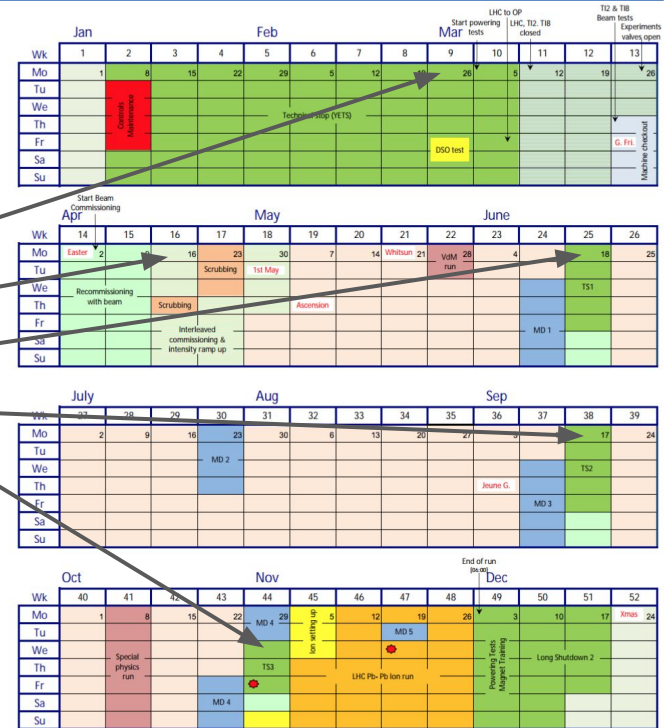 LHC to OP
TI2 & TI8
Beam tests
Start powering
tests
LHC, TI2. TI8
closed
Experiments
valves open
Jan Feb Mar
Wk 1 2 3 4 5 6 7 8 9 10 11 12 13
Mo 1 8 15 22 29 5 12 26 5 12 19 26
Tu
We
Th
Fr
Sa
Su
Controls
Maintenance
Technical stop (YETS)
DSO test
G. Fri.
Machine checkout
Start Beam
Commissioning
Apr May June
Wk 14 15 16 17 18 19 20 21 22 23 24 25 26
Mo Easter 2 9 16 23 30 7 14 Whitsun 21 28 4 18 25
Tu
We
Th
Fr
Sa
Su
VdM
run
Scrubbing
1st May
Recommissioning
with beam
TS1
Scrubbing
Ascension
Interleaved
commissioning &
intensity ramp up
MD 1
July Aug Sep
Wk 27 28 29 30 31 32 33 34 35 36 37 38 39
Mo 2 9 16 23 30 6 13 20 27 3 17 24
Tu
We
Th
Fr
Sa
Su
MD 2
TS2
Jeune G.
MD 3
End of run
[06:00]
Oct Nov Dec
Wk 40 41 42 43 44 45 46 47 48 49 50 51 52
Mo 1 8 15 22 29 5 12 19 26 3 10 17 Xmas 24
Tu
We
Th
Fr
Sa
Su
MD 4
Ion setting up
MD 5
Special
physics
run
TS3
LHC Pb- Pb Ion run
Powering Tests
Magnet Training
Long Shutdown 2
MD 4